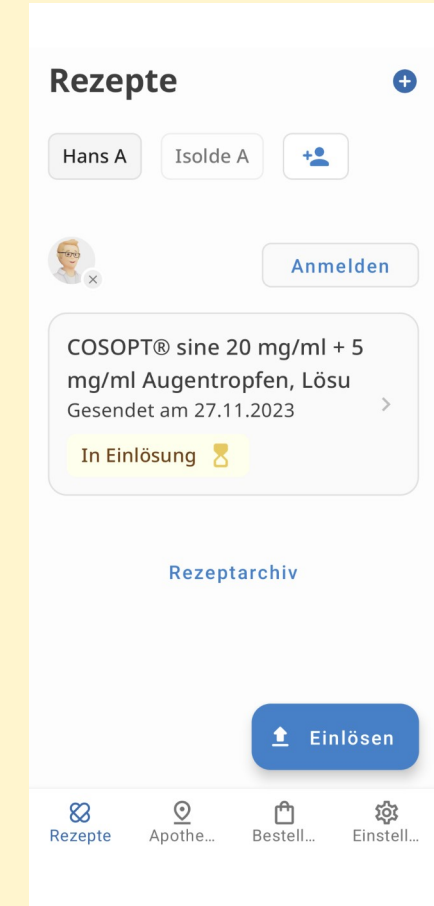 Rezepte
Hans A
Isolde A
Anmelden
COSOPT® sine 20 mg/ml + 5
mg/ml Augentropfen, Lösu
Gesendet am 27.11.2023
In Einlösung
Rezeptarchiv
Einlösen
Rezepte
Apothe...
Bestell...
Einstell...